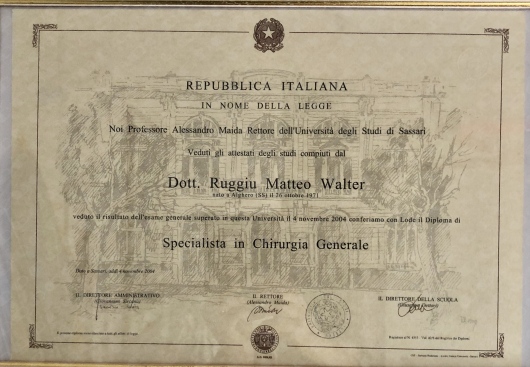 REPUBBLICA ITALIANA
IN NOME DELLA LEGGE
Noi Professore Alessandro Maida Rettore dell'Università degli Studi di Sassari
Veduti gli attestati degli studi compiuti dal
Dott. Ruggiu Matteo Walter
nato a Alghero (SS) il 26 ottobre 1971
veduto il risultato dell'esame generale superato in questa Università il 4 novembre 2004 conferiamo con Lode il Diploma di
Specialista in Chirurgia Generale
Dato a Sassari, addì 4 novembre 2004
IL DIRETTORE AMMINISTRATIVO
IL RETTORE
(Alessandro Maida)
IL DIRETTORE DELLA SCUOLA